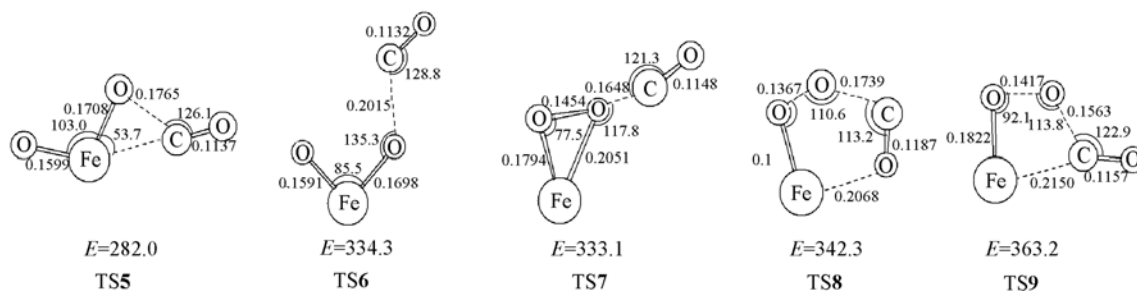 O 0.1599 103.0 Fe 53.7 0.1708 O 0.1765 126.1 C 0.1137 O
E=282.0
TS5
0.1132 O C 128.8 0.2015 O 135.3 O 85.5 0.1591 Fe 0.1698
E=334.3
TS6
121.3 O C 0.1148 0.1648 0.1454 O O 77.5 117.8 0.1794 0.2051 Fe
E=333.1
TS7
0.1367 O 0.1739 O C 110.6 113.2 0.1187 O 0.1 Fe 0.2068
E=342.3
TS8
0.1417 O O 92.1 0.1563 113.8 122.9 0.1822 C O Fe 0.2150 0.1157
E=363.2
TS9